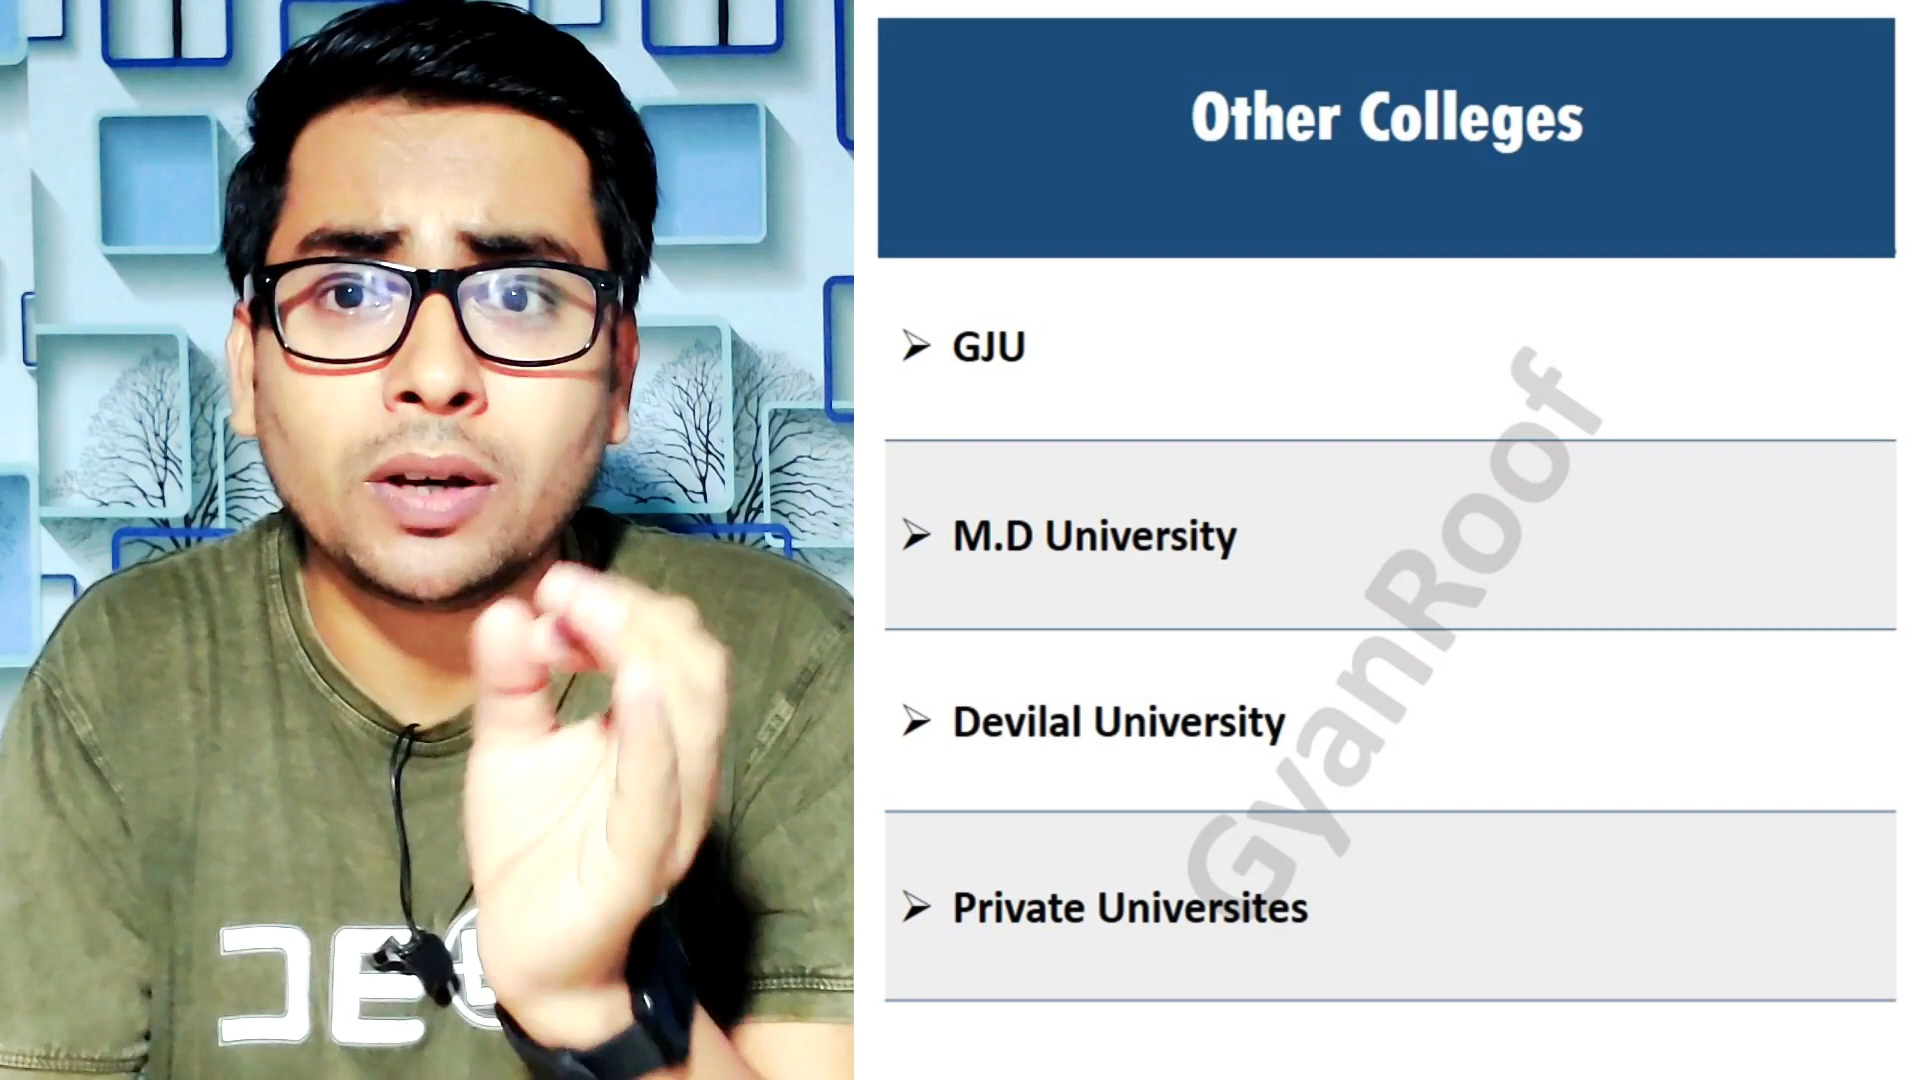 Other Colleges
GJU
M.D University
Devilal University
Private Universites
GyanRoof